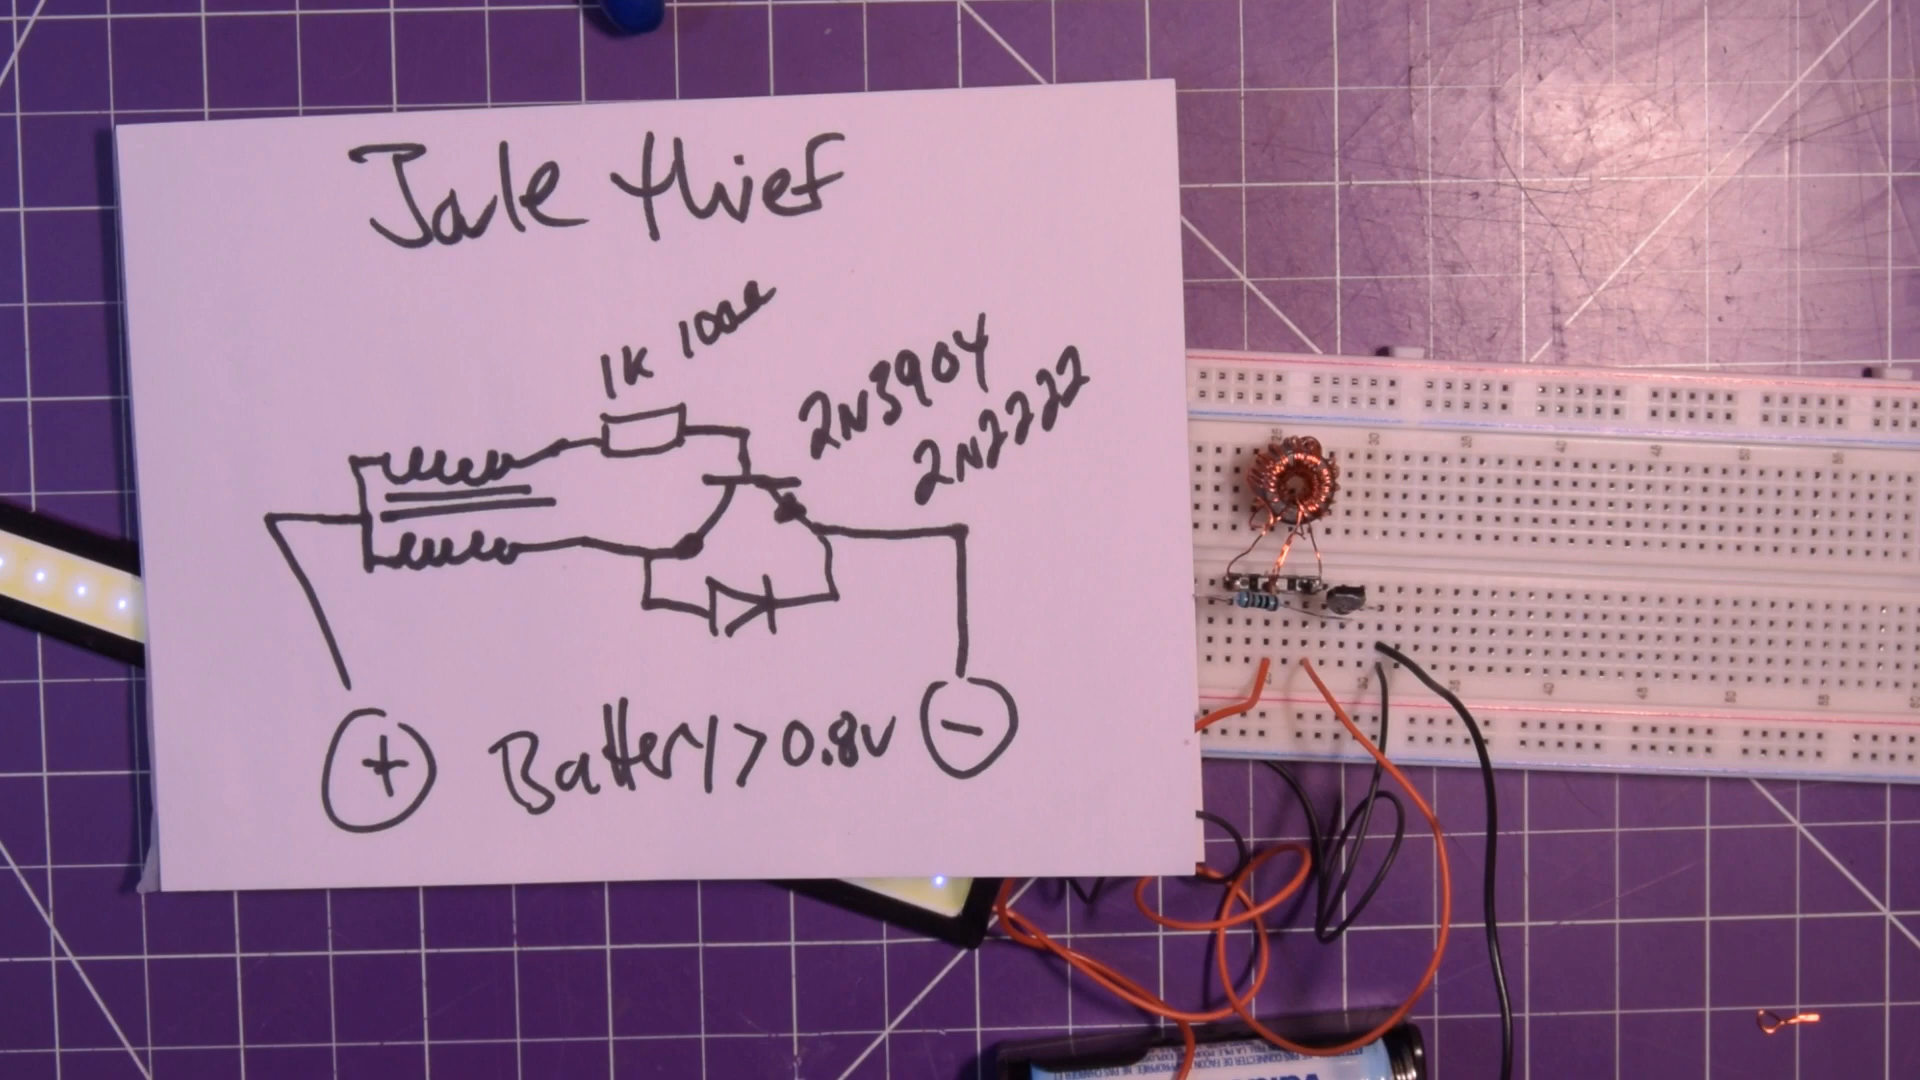 Joule thief
1K 100Ω
2N3904
2N2222
+ Battery > 0.8v -